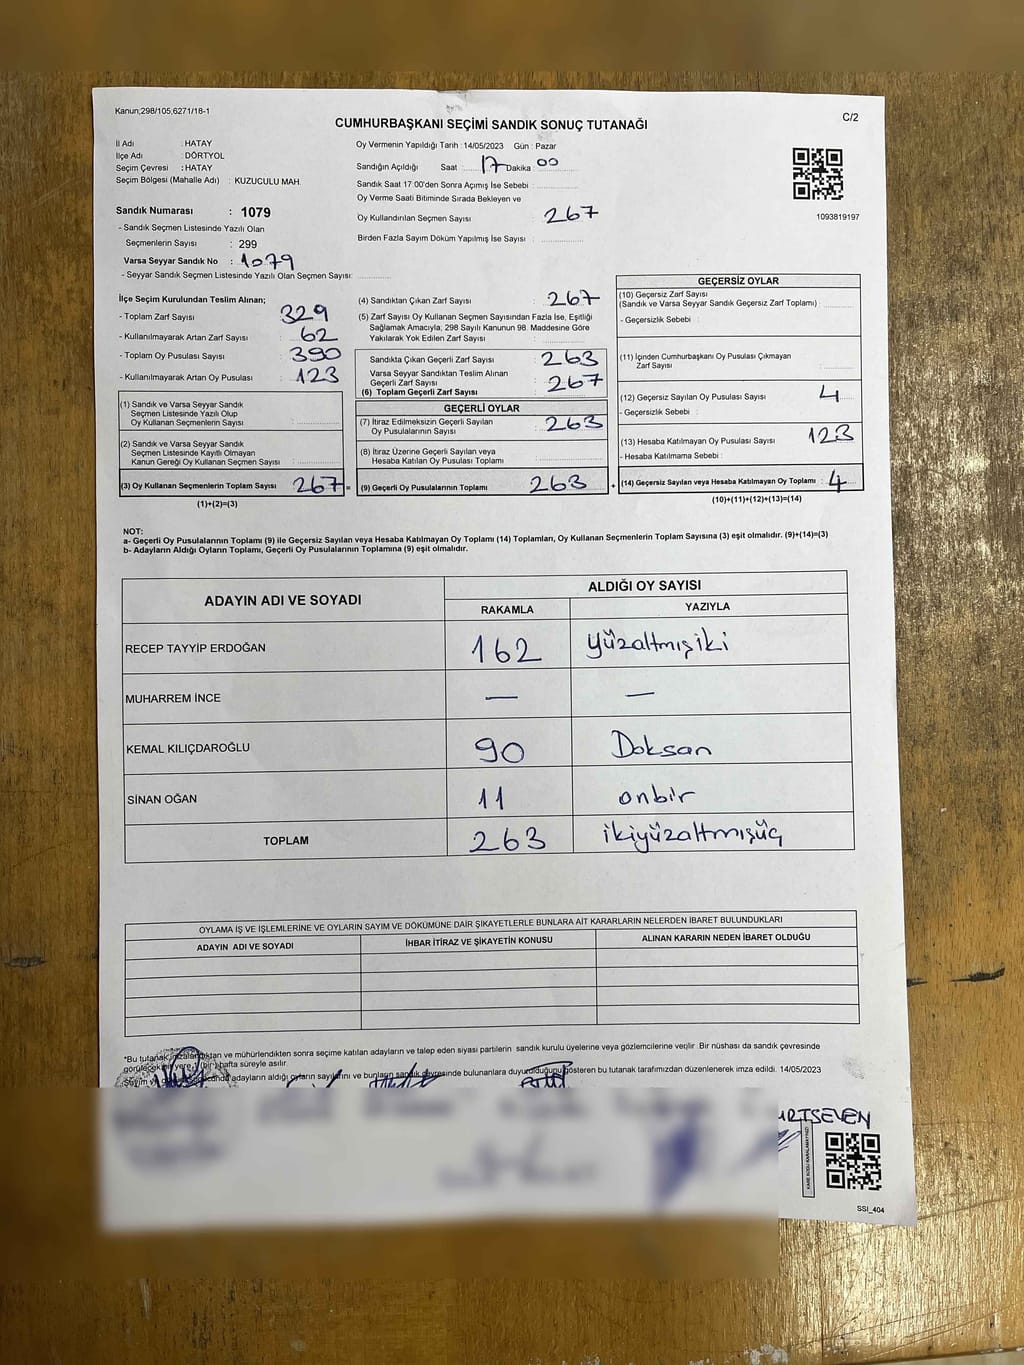 Kanun;298/105;6271/18-1
C/2
CUMHURBAŞKANI SEÇİMİ SANDIK SONUÇ TUTANAĞI
İl Adı : HATAY
İlçe Adı : DÖRTYOL
Seçim Çevresi : HATAY
Seçim Bölgesi (Mahalle Adı) : KUZUCULU MAH.
Oy Vermenin Yapıldığı Tarih :14/05/2023 Gün : Pazar
Sandığın Açıldığı Saat : 17 Dakika 00
Sandık Saat 17:00'den Sonra Açımış İse Sebebi :
Oy Verme Saati Bitiminde Sırada Bekleyen ve
Oy Kullandırılan Seçmen Sayısı : 267
Birden Fazla Sayım Döküm Yapılmış İse Sayısı :
1093819197
Sandık Numarası : 1079
- Sandık Seçmen Listesinde Yazılı Olan
Seçmenlerin Sayısı : 299
Varsa Seyyar Sandık No : 1079
- Seyyar Sandık Seçmen Listesinde Yazılı Olan Seçmen Sayısı:
İlçe Seçim Kurulundan Teslim Alınan;
- Toplam Zarf Sayısı : 329
- Kullanılmayarak Artan Zarf Sayısı : 62
- Toplam Oy Pusulası Sayısı : 390
- Kullanılmayarak Artan Oy Pusulası : 123
(1) Sandık ve Varsa Seyyar Sandık
Seçmen Listesinde Yazılı Olup
Oy Kullanan Seçmenlerin Sayısı :
(2) Sandık ve Varsa Seyyar Sandık
Seçmen Listesinde Kayıtlı Olmayan
Kanun Gereği Oy Kullanan Seçmen Sayısı :
(3) Oy Kullanan Seçmenlerin Toplam Sayısı : 267 =
(1)+(2)=(3)
(4) Sandıktan Çıkan Zarf Sayısı : 267
(5) Zarf Sayısı Oy Kullanan Seçmen Sayısından Fazla İse, Eşitliği
Sağlamak Amacıyla; 298 Sayılı Kanunun 98. Maddesine Göre
Yakılarak Yok Edilen Zarf Sayısı :
Sandıkta Çıkan Geçerli Zarf Sayısı : 263
Varsa Seyyar Sandıktan Teslim Alınan
Geçerli Zarf Sayısı : 267
(6) Toplam Geçerli Zarf Sayısı :
GEÇERLİ OYLAR
(7) İtiraz Edilmeksizin Geçerli Sayılan
Oy Pusulalarının Sayısı : 263
(8) İtiraz Üzerine Geçerli Sayılan veya
Hesaba Katılan Oy Pusulası Toplamı :
(9) Geçerli Oy Pusulalarının Toplamı : 263 +
GEÇERSİZ OYLAR
(10) Geçersiz Zarf Sayısı
(Sandık ve Varsa Seyyar Sandık Geçersiz Zarf Toplamı) :
- Geçersizlik Sebebi :
(11) İçinden Cumhurbaşkanı Oy Pusulası Çıkmayan
Zarf Sayısı :
(12) Geçersiz Sayılan Oy Pusulası Sayısı : 4
- Geçersizlik Sebebi :
(13) Hesaba Katılmayan Oy Pusulası Sayısı : 123
- Hesaba Katılmama Sebebi :
(14) Geçersiz Sayılan veya Hesaba Katılmayan Oy Toplamı : 4
(10)+(11)+(12)+(13)=(14)
NOT:
a- Geçerli Oy Pusulalarının Toplamı (9) ile Geçersiz Sayılan veya Hesaba Katılmayan Oy Toplamı (14) Toplamları, Oy Kullanan Seçmenlerin Toplam Sayısına (3) eşit olmalıdır. (9)+(14)=(3)
b- Adayların Aldığı Oyların Toplamı, Geçerli Oy Pusulalarının Toplamına (9) eşit olmalıdır.
ADAYIN ADI VE SOYADI
ALDIĞI OY SAYISI
RAKAMLA YAZIYLA
RECEP TAYYİP ERDOĞAN 162 Yüzaltmışiki
MUHARREM İNCE — —
KEMAL KILIÇDAROĞLU 90 Doksan
SİNAN OĞAN 11 onbir
TOPLAM 263 ikiyüzaltmışüç
OYLAMA İŞ VE İŞLEMLERİNE VE OYLARIN SAYIM VE DÖKÜMÜNE DAİR ŞİKAYETLERLE BUNLARA AİT KARARLARIN NELERDEN İBARET BULUNDUKLARI
ADAYIN ADI VE SOYADI İHBAR İTİRAZ VE ŞİKAYETİN KONUSU ALINAN KARARIN NEDEN İBARET OLDUĞU
*Bu tutanak imzalandıktan ve mühürlendikten sonra seçime katılan adayların ve talep eden siyasi partilerin sandık kurulu üyelerine veya gözlemcilerine verilir. Bir nüshası da sandık çevresinde
görülecek bir yere 1 (bir) hafta süreyle asılır.
adayların aldığı oyların sayılarını ve bunların sandık çevresinde bulunanlara duyurulduğunu gösteren bu tutanak tarafımızdan düzenlenerek imza edildi. 14/05/2023
URTSEVEN
SSI_404